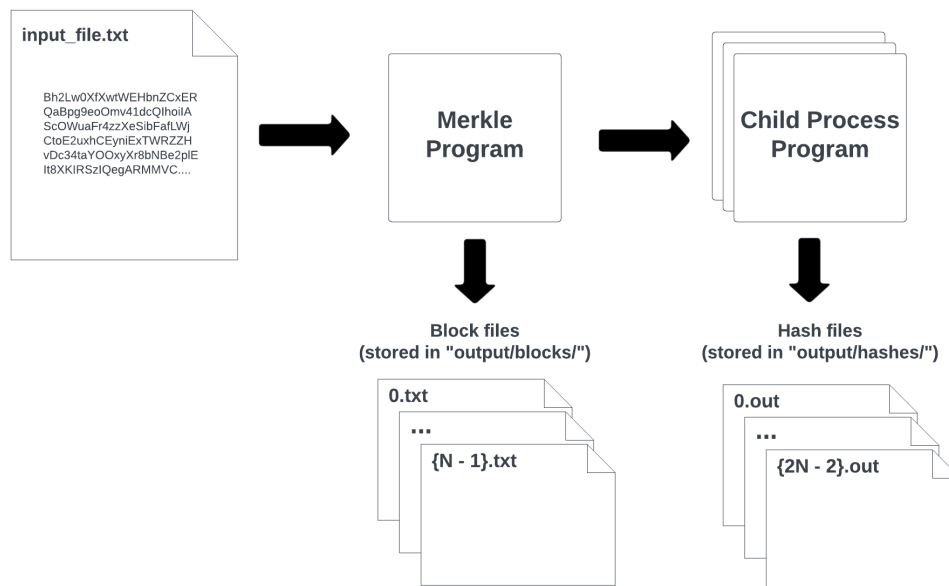 input_file.txt
Bh2Lw0XfXwtWEHbnZCxER
QaBpg9eoOmv41dcQIhoiIA
ScOWuaFr4zzXeSibFafLWj
CtoE2uxhCEyniExTWRZZH
vDc34taYOOxyXr8bNBe2plE
It8XKIRSzIQegARMMVC....
Merkle
Program
Child Process
Program
Block files
(stored in "output/blocks/")
Hash files
(stored in "output/hashes/")
0.txt
...
{N - 1}.txt
0.out
...
{2N - 2}.out